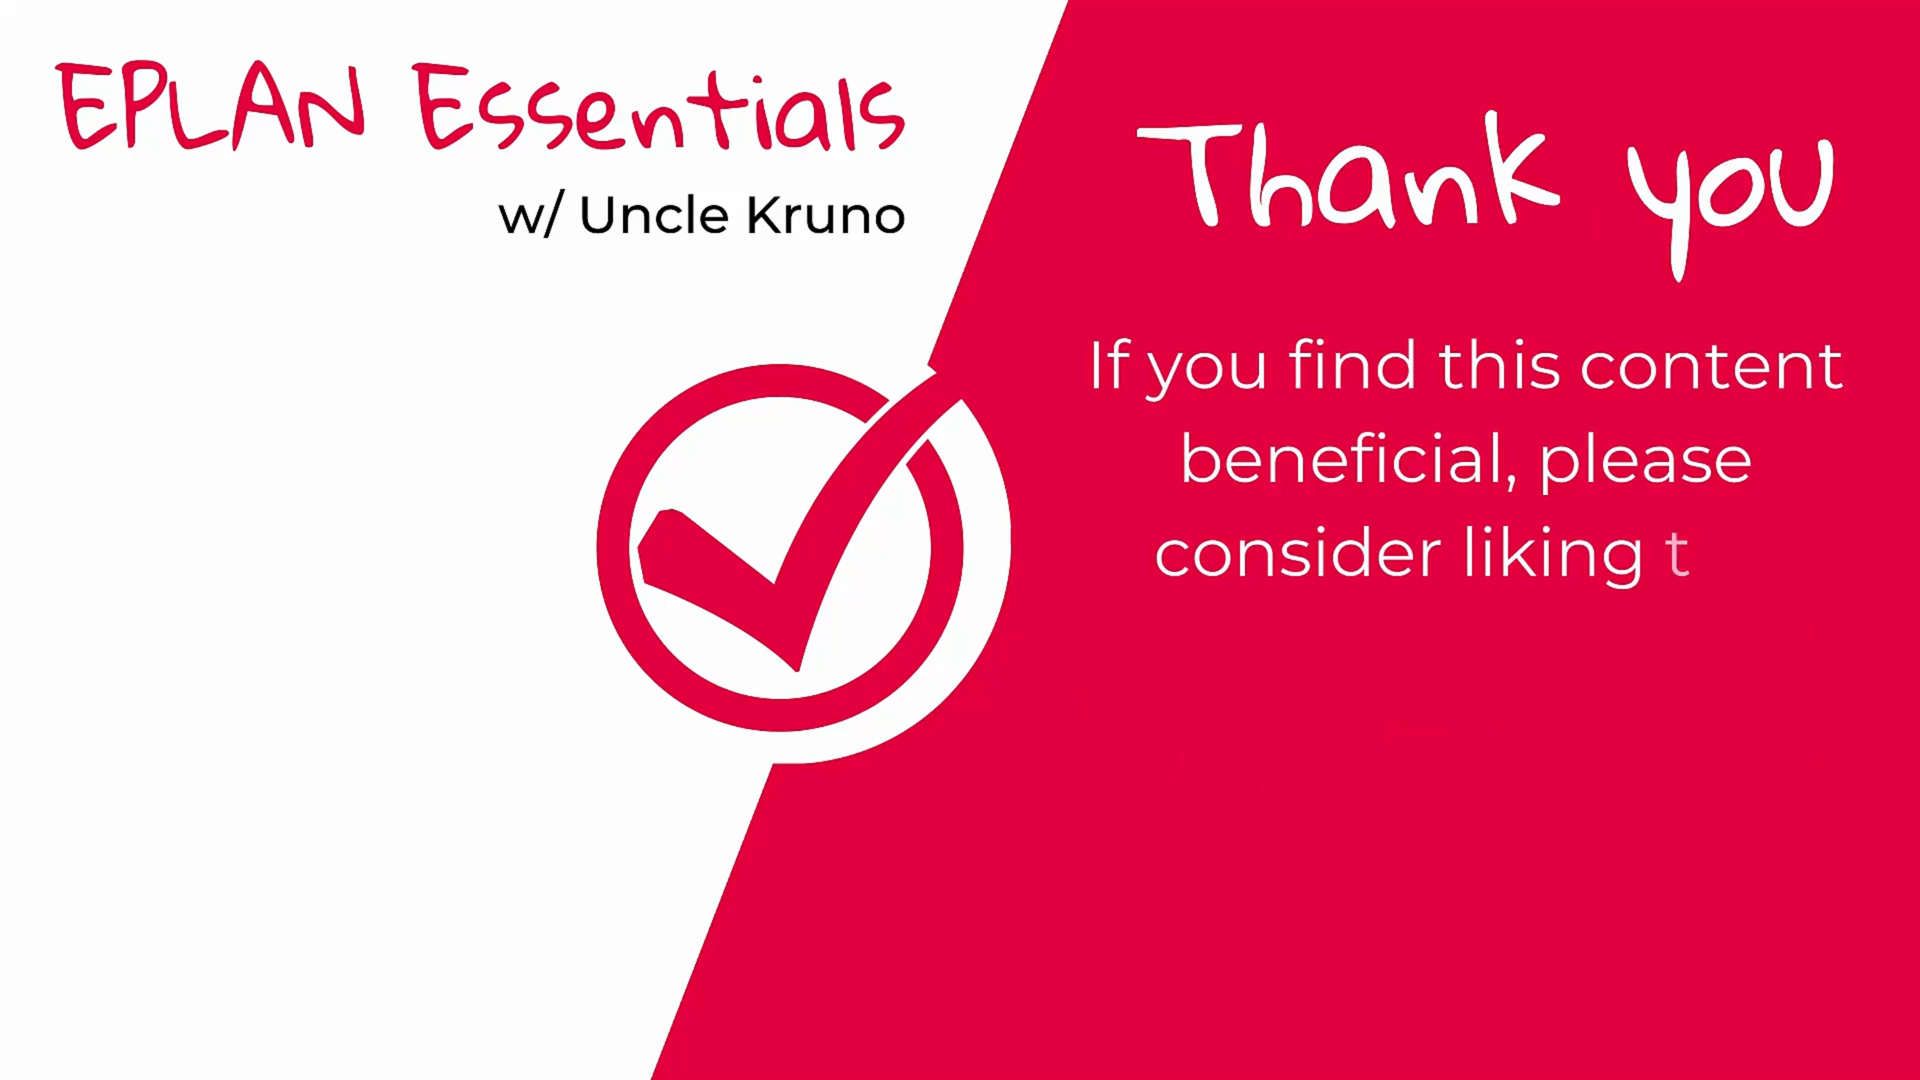 EPLAN Essentials
w/ Uncle Kruno
Thank you
If you find this content
beneficial, please
consider liking t